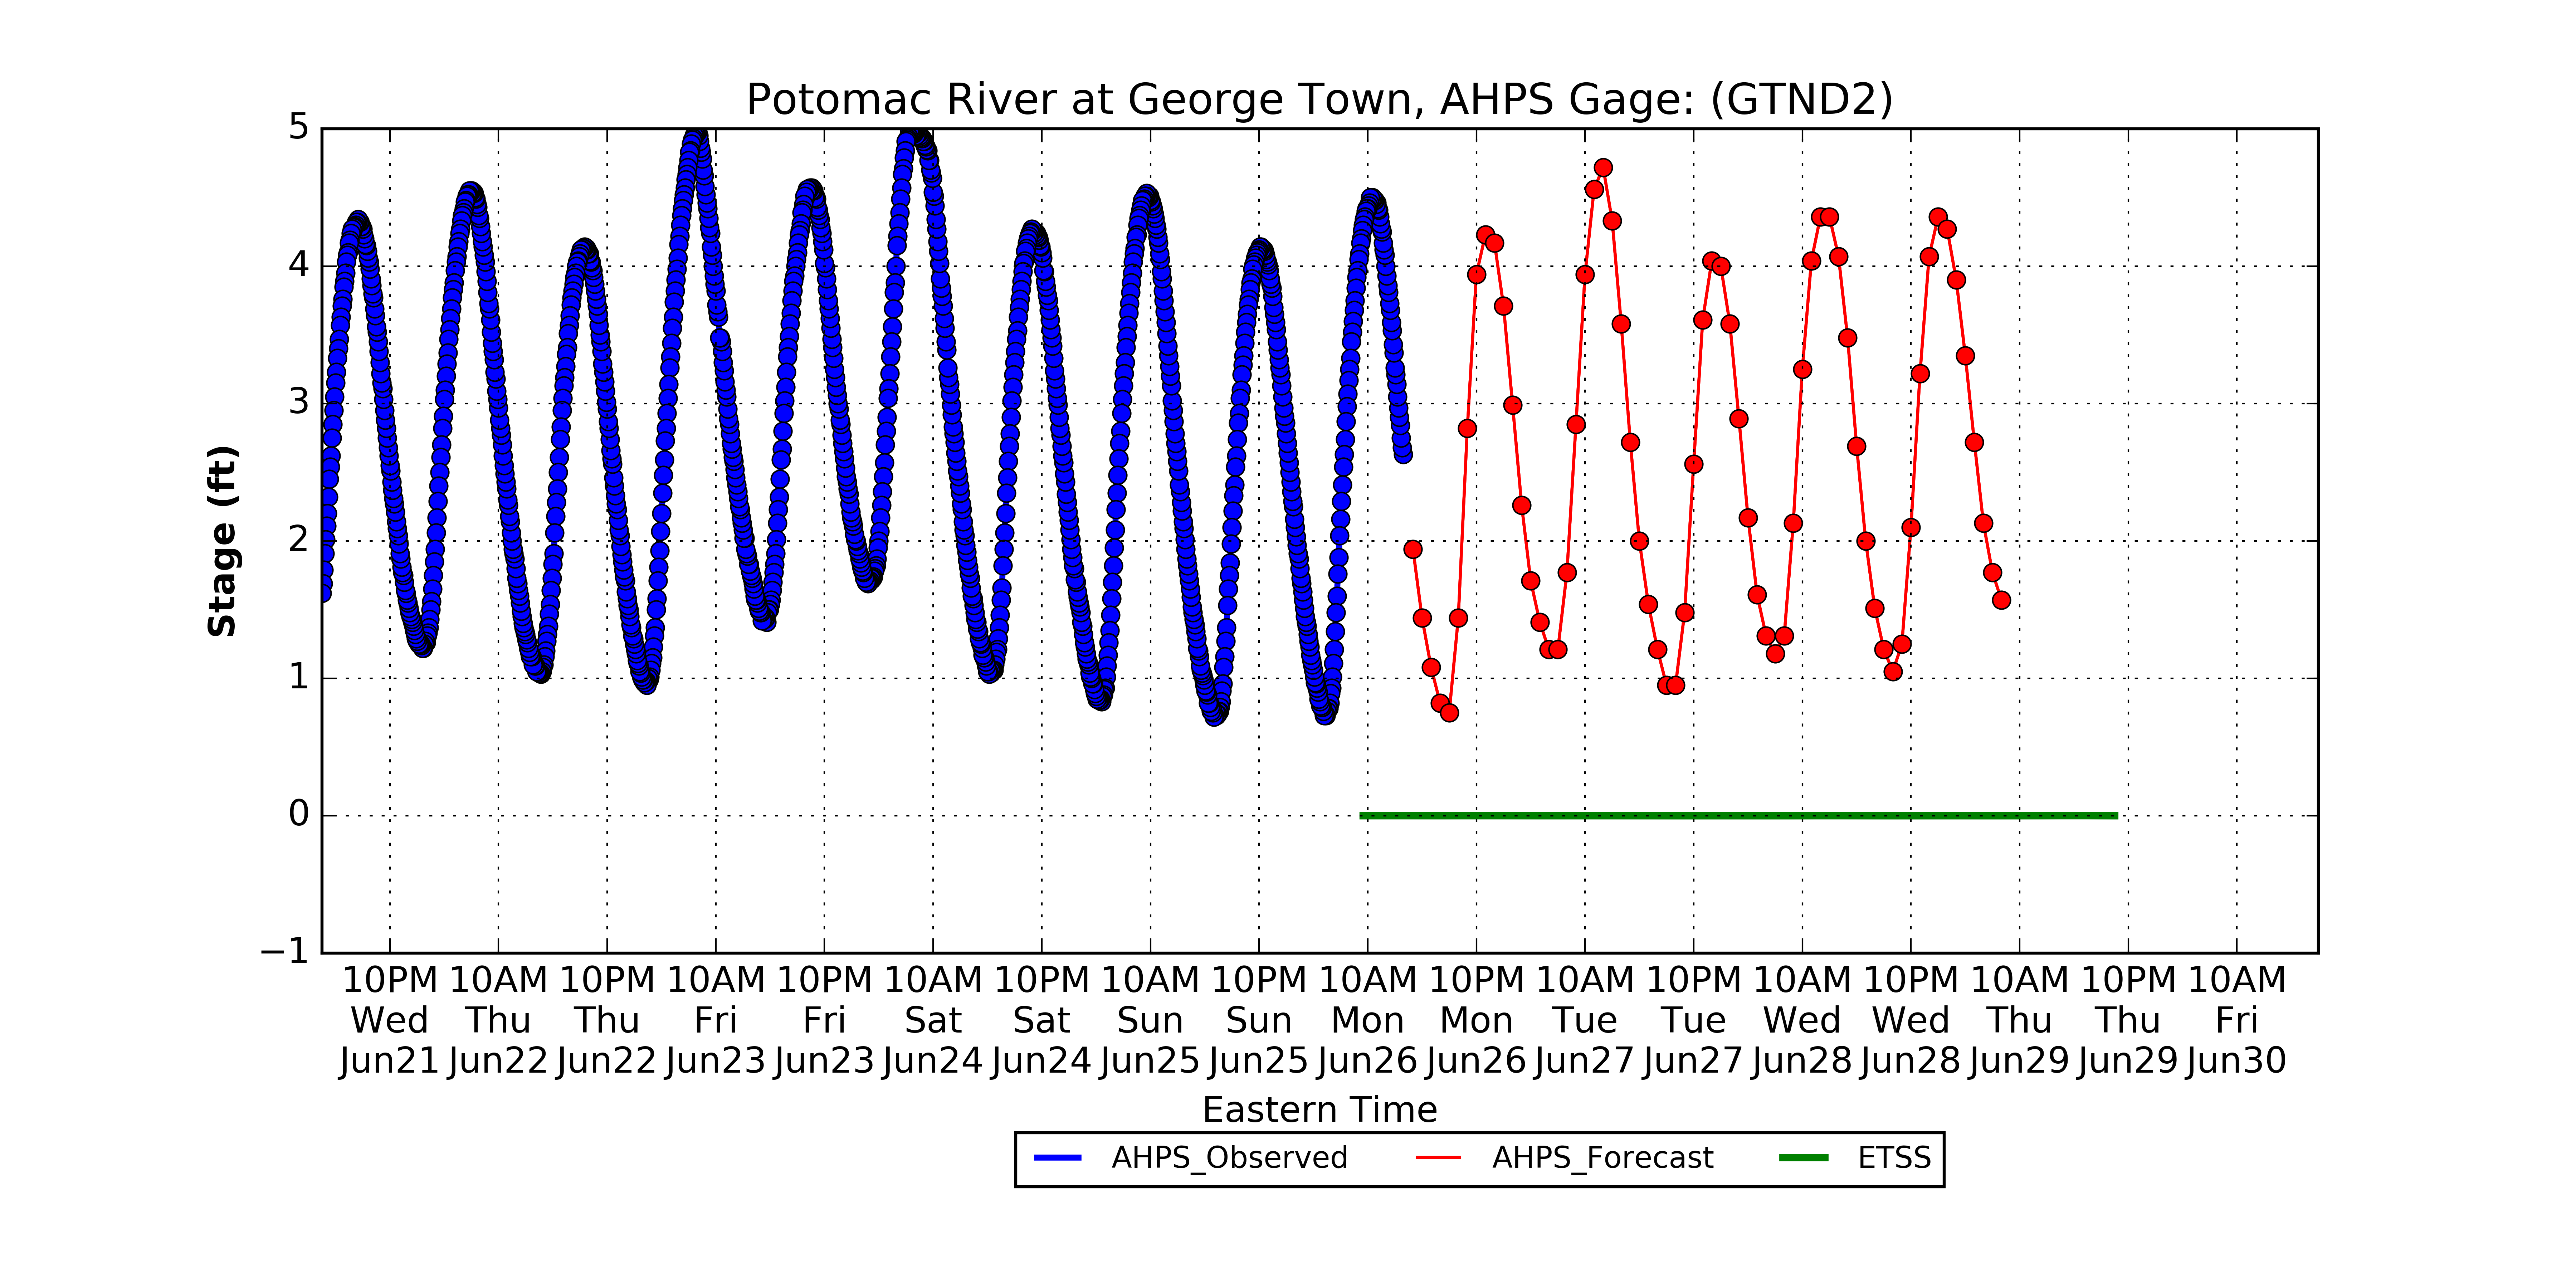 Potomac River at George Town, AHPS Gage: (GTND2)
Stage (ft)
5
4
3
2
1
0
−1
10PM 10AM 10PM 10AM 10PM 10AM 10PM 10AM 10PM 10AM 10PM 10AM 10PM 10AM 10PM 10AM 10PM 10AM
Wed Thu Thu Fri Fri Sat Sat Sun Sun Mon Mon Tue Tue Wed Wed Thu Thu Fri
Jun21 Jun22 Jun22 Jun23 Jun23 Jun24 Jun24 Jun25 Jun25 Jun26 Jun26 Jun27 Jun27 Jun28 Jun28 Jun29 Jun29 Jun30
Eastern Time
AHPS_Observed AHPS_Forecast ETSS